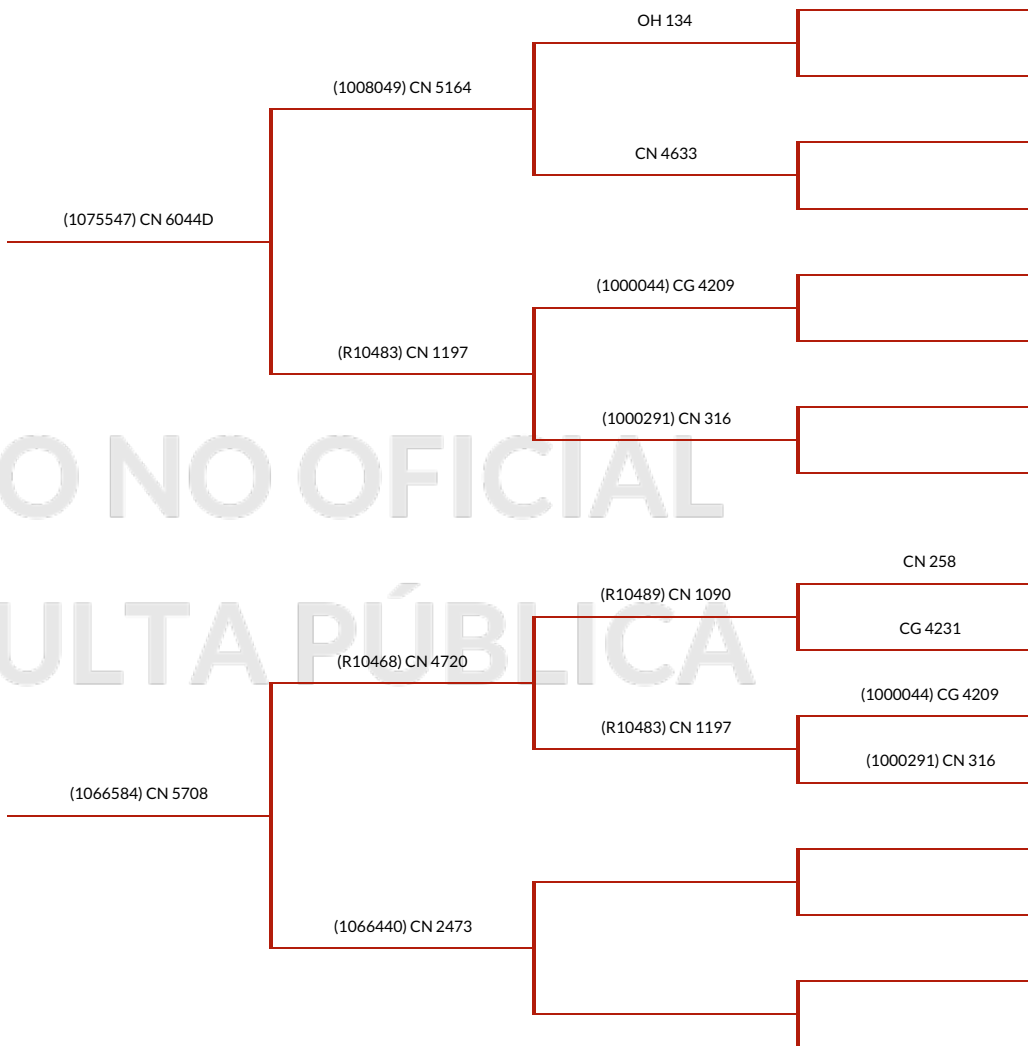 OH 134
(1008049) CN 5164
CN 4633
(1075547) CN 6044D
(1000044) CG 4209
(R10483) CN 1197
(1000291) CN 316
O NO OFICIAL
CN 258
(R10489) CN 1090
CG 4231
ULTA PÚBLICA
(R10468) CN 4720
(1000044) CG 4209
(R10483) CN 1197
(1000291) CN 316
(1066584) CN 5708
(1066440) CN 2473